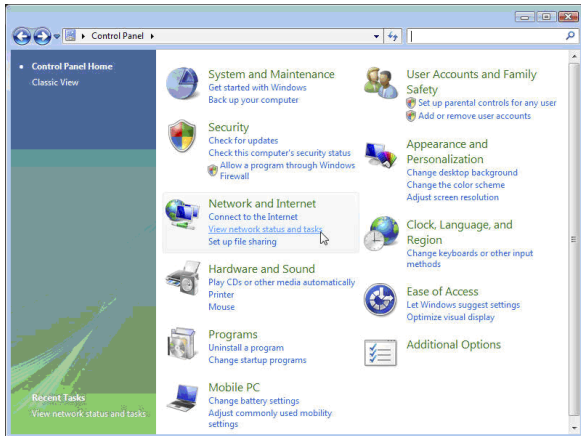 Control Panel
Control Panel Home
Classic View
System and Maintenance
Get started with Windows
Back up your computer
Security
Check for updates
Check this computer's security status
Allow a program through Windows
Firewall
Network and Internet
Connect to the Internet
View network status and tasks
Set up file sharing
Hardware and Sound
Play CDs or other media automatically
Printer
Mouse
Programs
Uninstall a program
Change startup programs
Mobile PC
Change battery settings
Adjust commonly used mobility
settings
User Accounts and Family
Safety
Set up parental controls for any user
Add or remove user accounts
Appearance and
Personalization
Change desktop background
Change the color scheme
Adjust screen resolution
Clock, Language, and
Region
Change keyboards or other input
methods
Ease of Access
Let Windows suggest settings
Optimize visual display
Additional Options
Recent Tasks
View network status and tasks